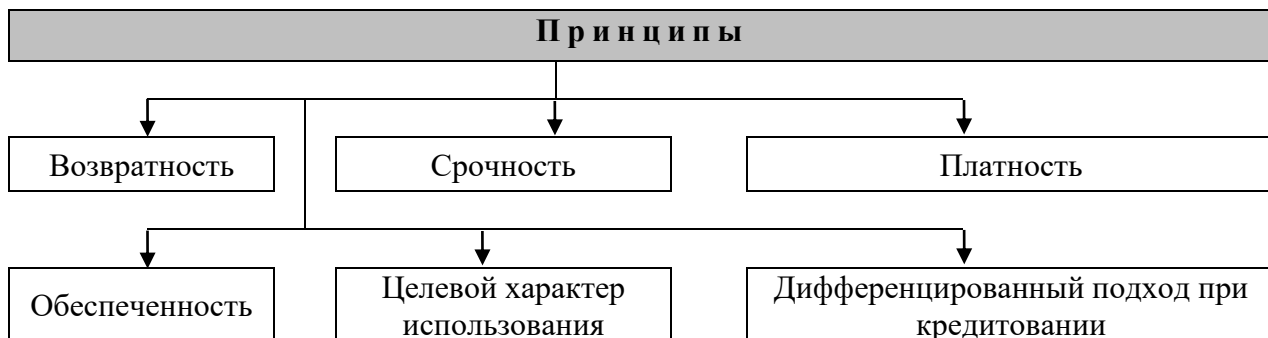 П р и н ц и п ы
Возвратность
Срочность
Платность
Обеспеченность
Целевой характер
использования
Дифференцированный подход при
кредитовании